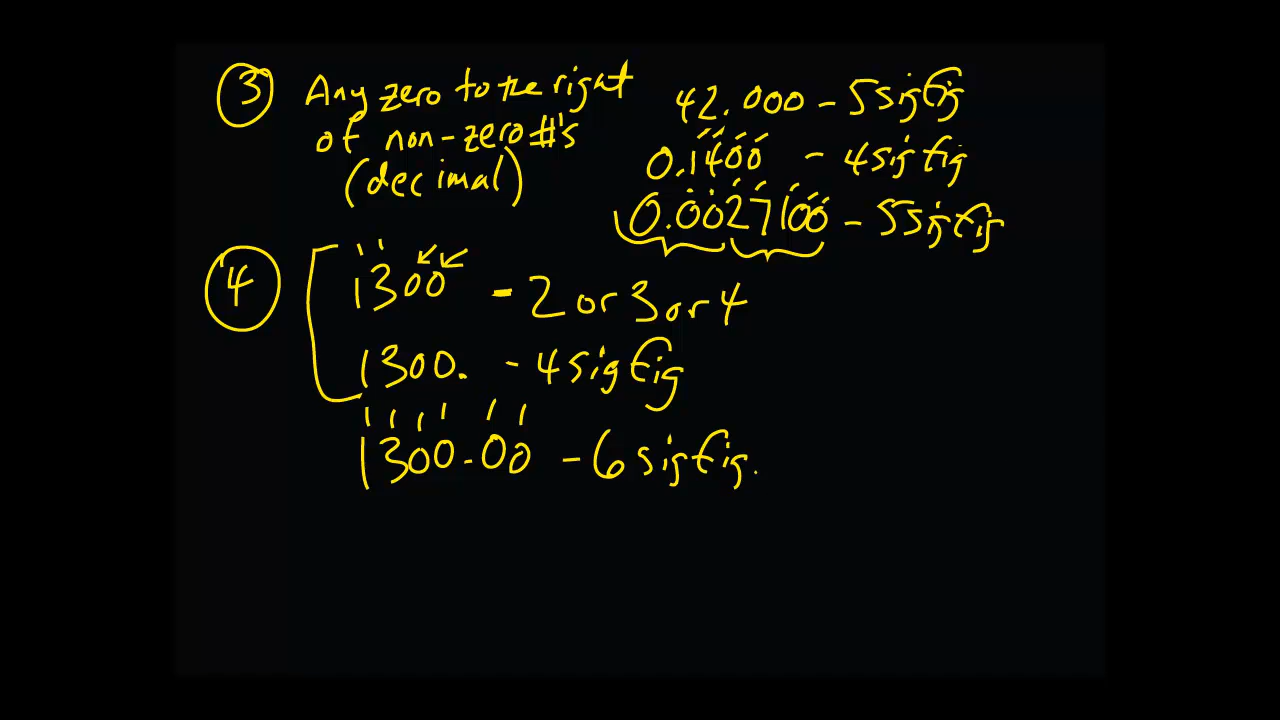 ③ Any zero to the right
of non-zero #'s
(decimal)
42.000 - 5 sig fig
0.1400 - 4 sig fig
0.0027100 - 5 sig fig
④ 1300 - 2 or 3 or 4
1300. - 4 sig fig
1300.00 - 6 sig fig.